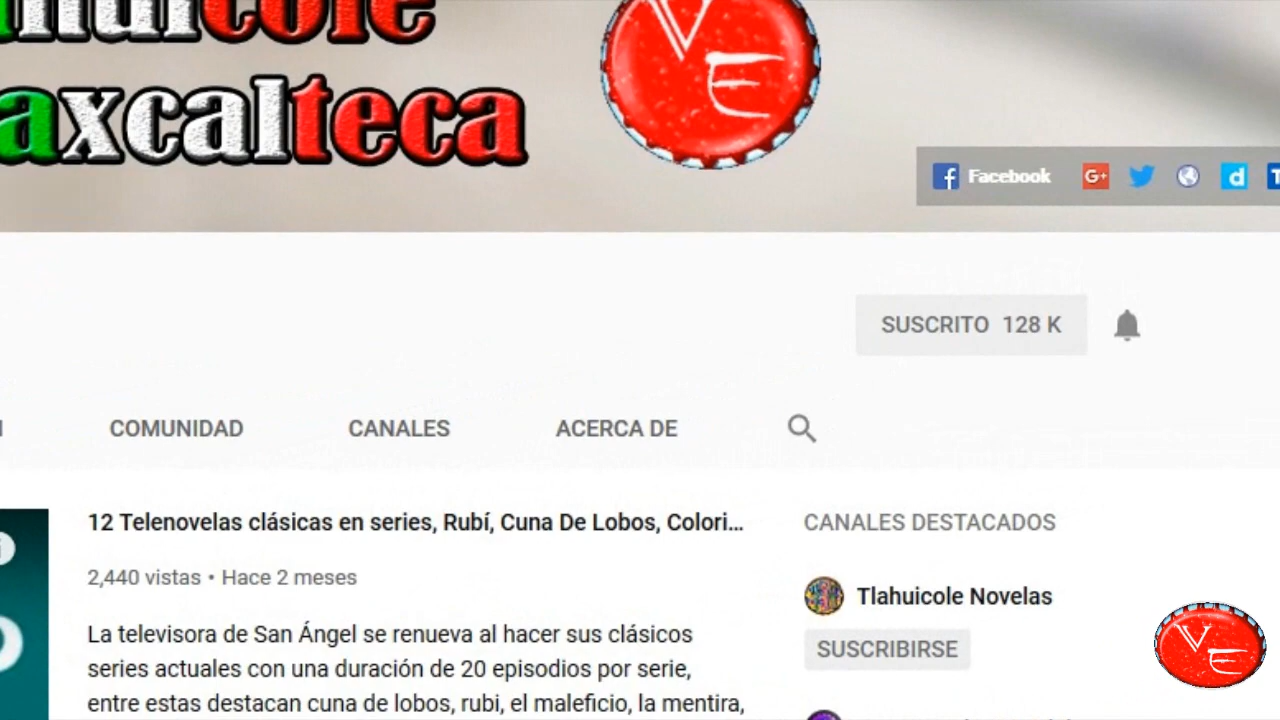 axcalteca
VE
Facebook
G+
d
SUSCRITO 128 K
COMUNIDAD
CANALES
ACERCA DE
12 Telenovelas clásicas en series, Rubí, Cuna De Lobos, Colori...
2,440 vistas • Hace 2 meses
La televisora de San Ángel se renueva al hacer sus clásicos
series actuales con una duración de 20 episodios por serie,
entre estas destacan cuna de lobos, rubi, el maleficio, la mentira,
CANALES DESTACADOS
Tlahuicole Novelas
SUSCRIBIRSE
VE